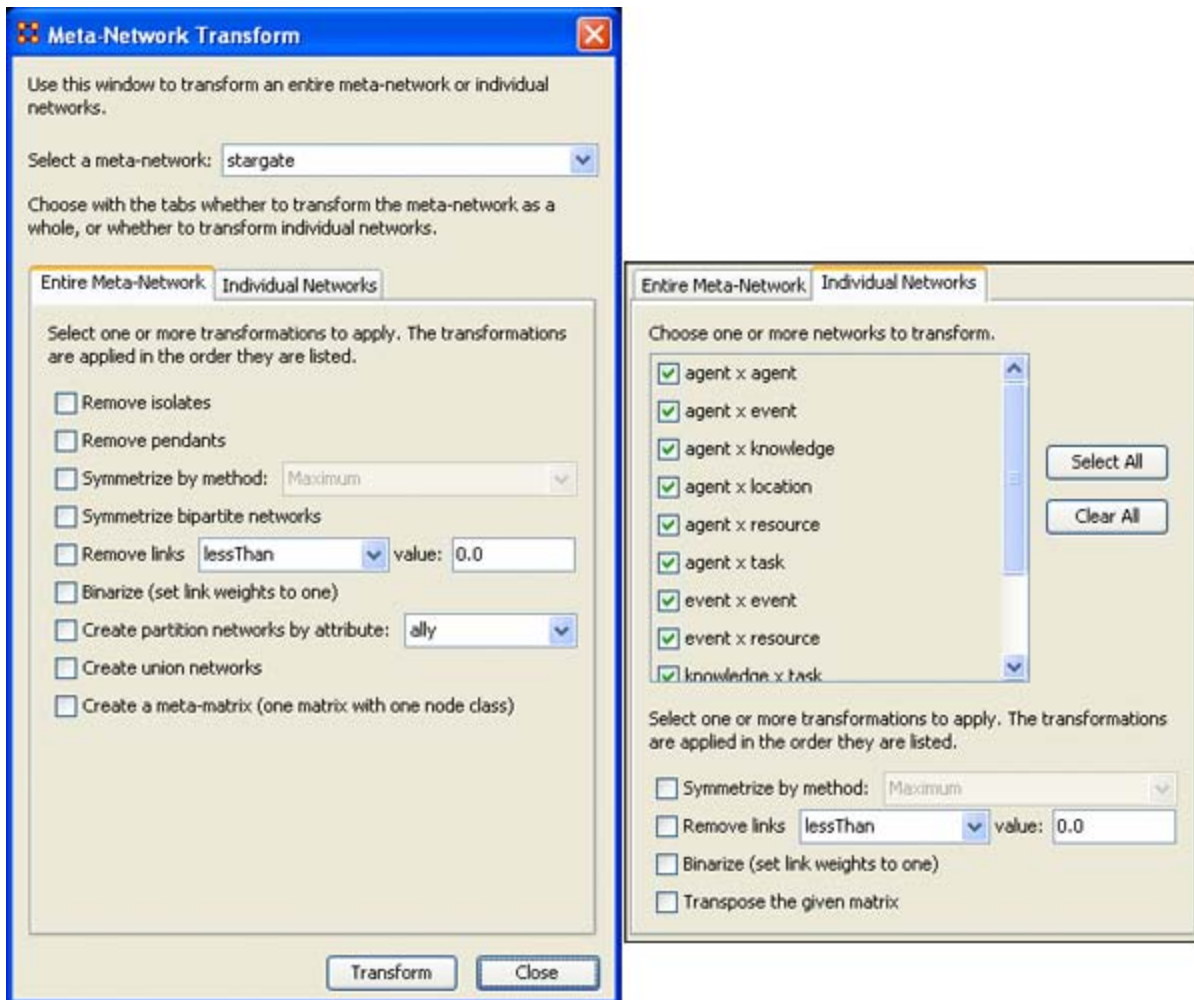 Meta-Network Transform
Use this window to transform an entire meta-network or individual
networks.
Select a meta-network: stargate
Choose with the tabs whether to transform the meta-network as a
whole, or whether to transform individual networks.
Entire Meta-Network Individual Networks
Select one or more transformations to apply. The transformations
are applied in the order they are listed.
Remove isolates
Remove pendants
Symmetrize by method: Maximum
Symmetrize bipartite networks
Remove links lessThan value: 0.0
Binarize (set link weights to one)
Create partition networks by attribute: ally
Create union networks
Create a meta-matrix (one matrix with one node class)
Transform Close
Entire Meta-Network Individual Networks
Choose one or more networks to transform.
agent x agent
agent x event
agent x knowledge
agent x location
agent x resource
agent x task
event x event
event x resource
knowledge x task
Select All
Clear All
Select one or more transformations to apply. The transformations
are applied in the order they are listed.
Symmetrize by method: Maximum
Remove links lessThan value: 0.0
Binarize (set link weights to one)
Transpose the given matrix